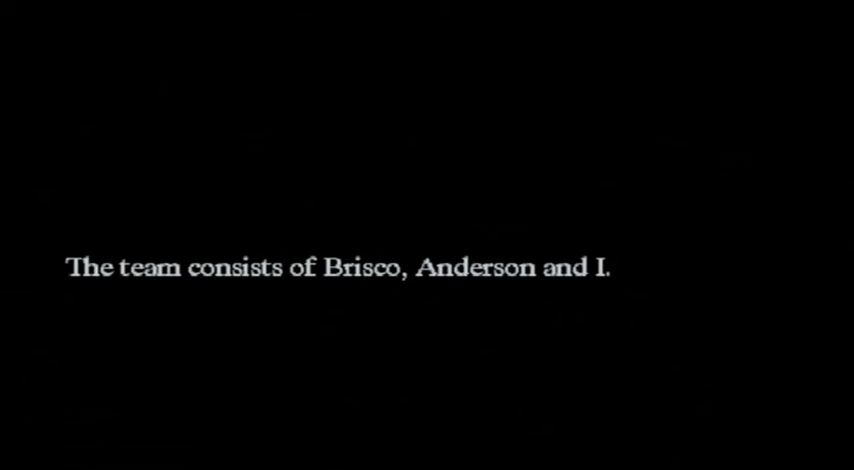 The team consists of Brisco, Anderson and I.